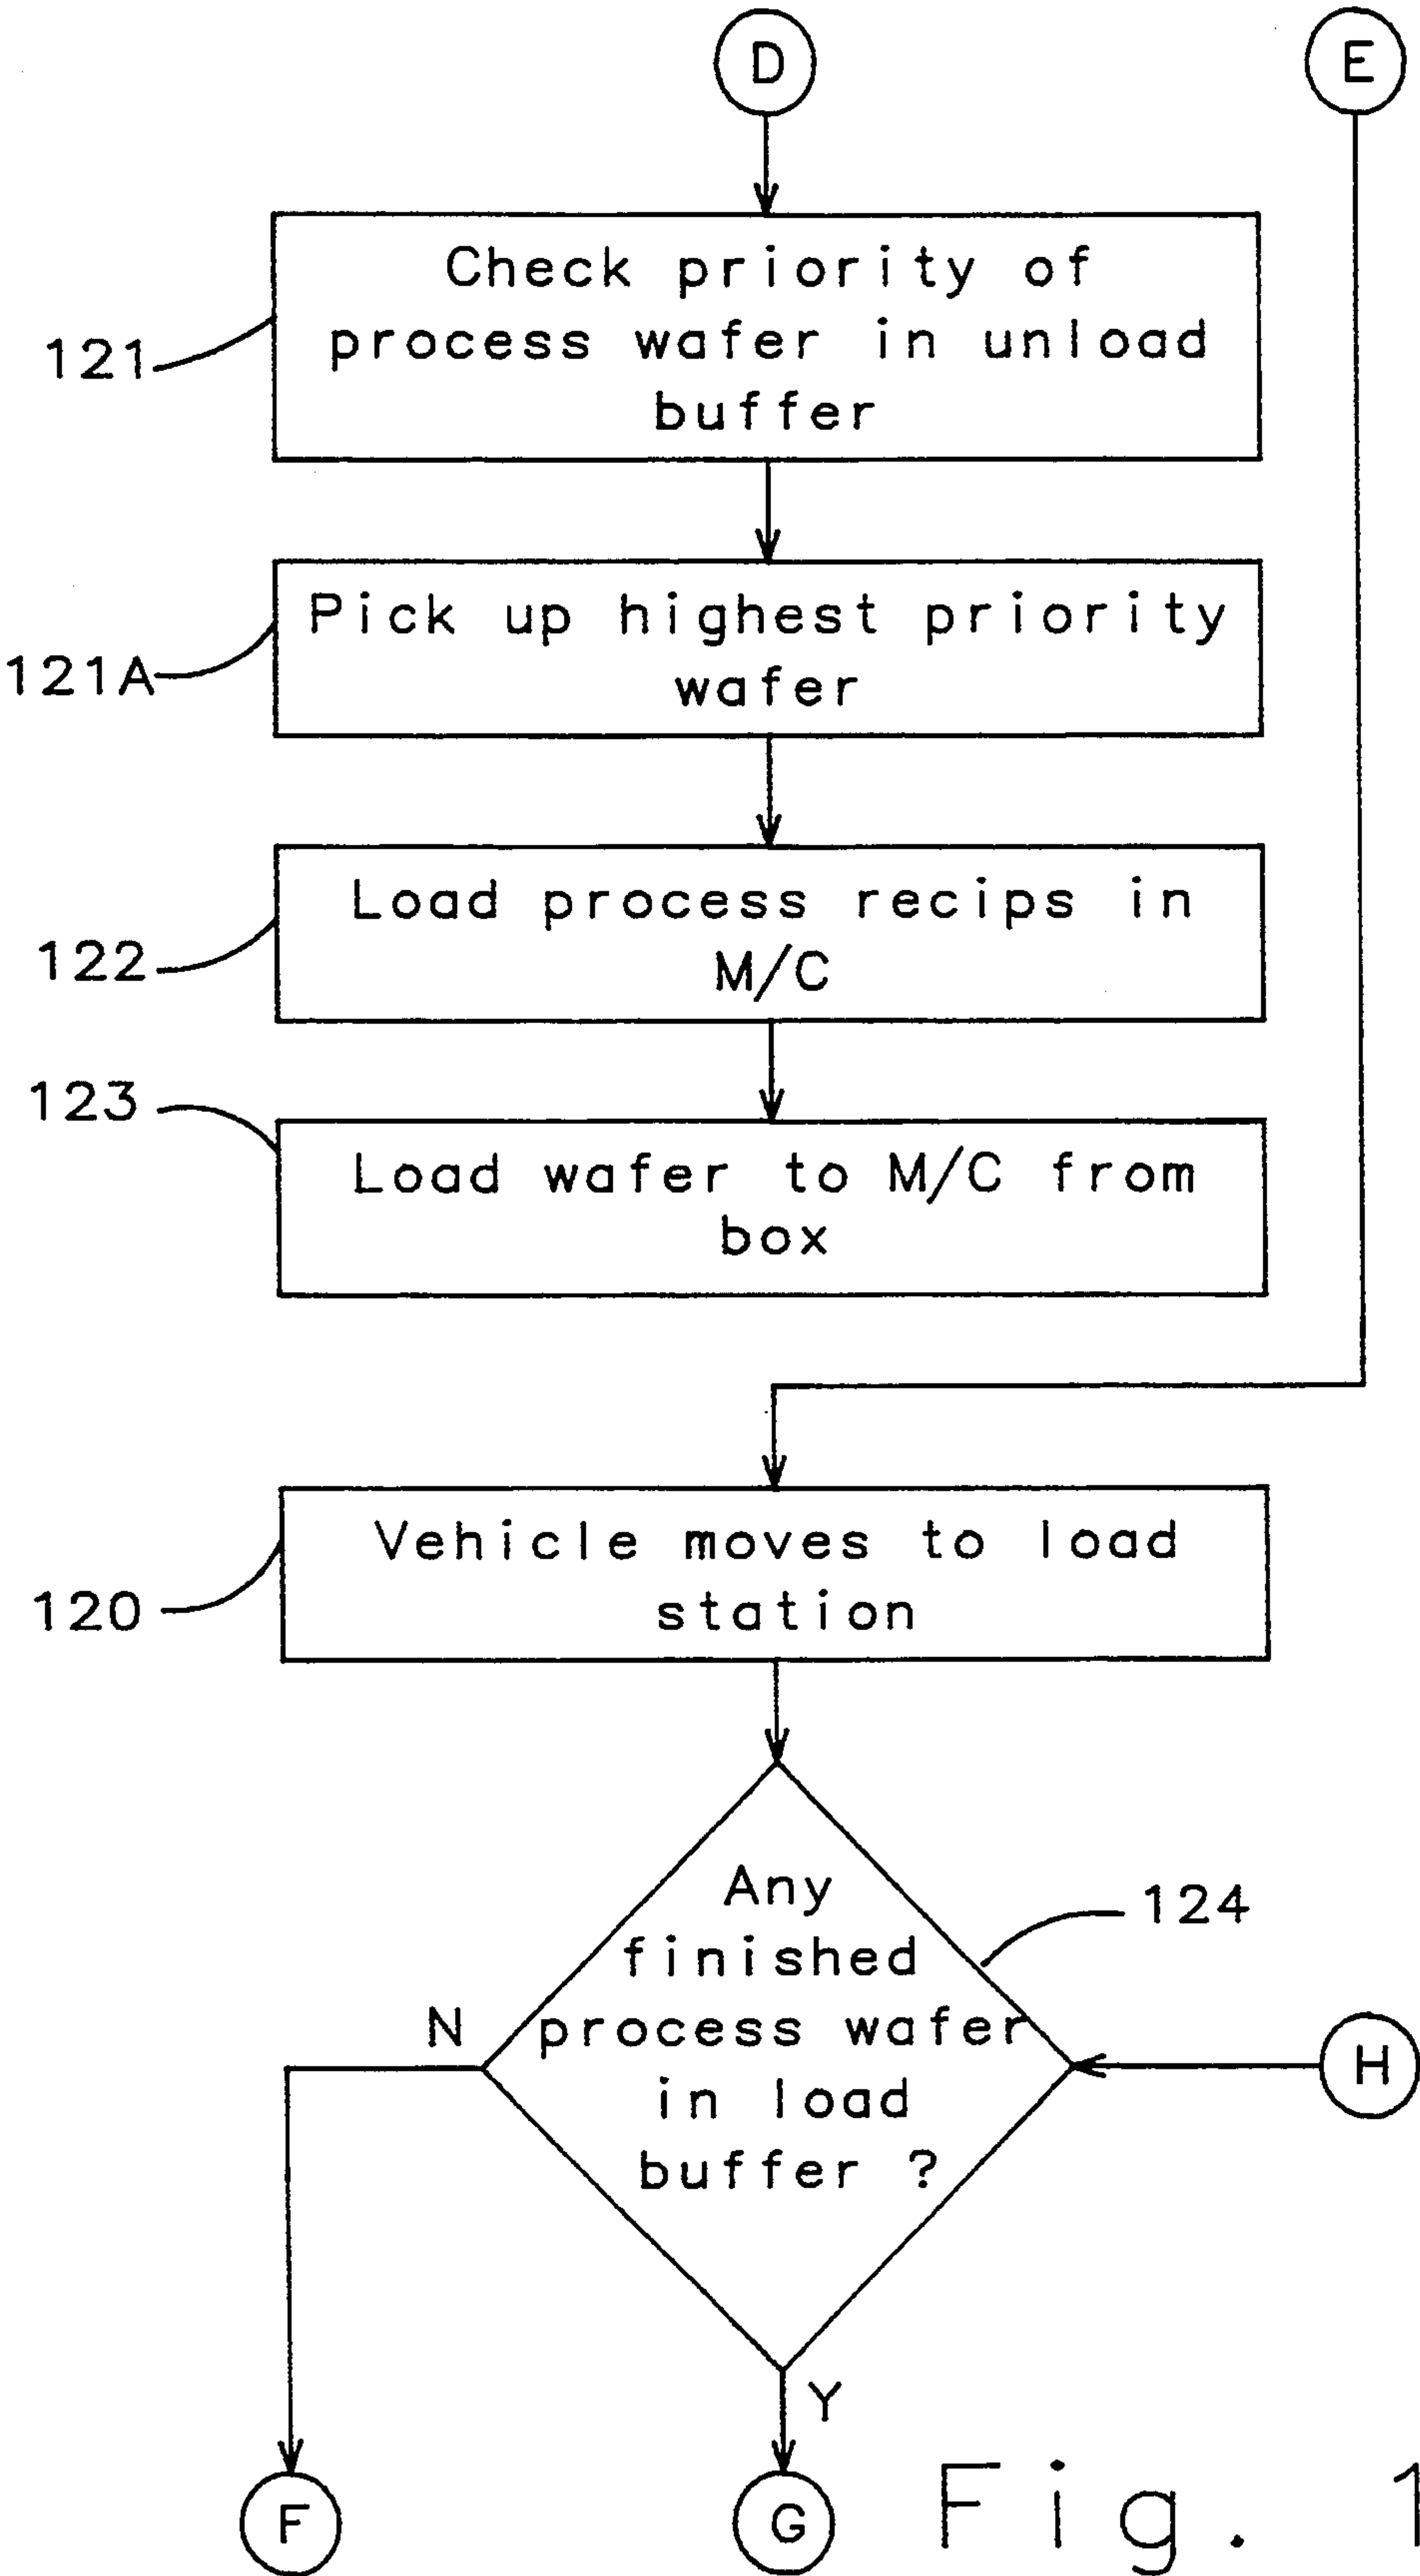 D
E
Check priority of
process wafer in unload
buffer
121
Pick up highest priority
wafer
121A
Load process recips in
M/C
122
123
Load wafer to M/C from
box
Vehicle moves to load
station
120
Any
finished
process wafer
in load
buffer ?
124
N
H
Y
F
G
Fig. 1